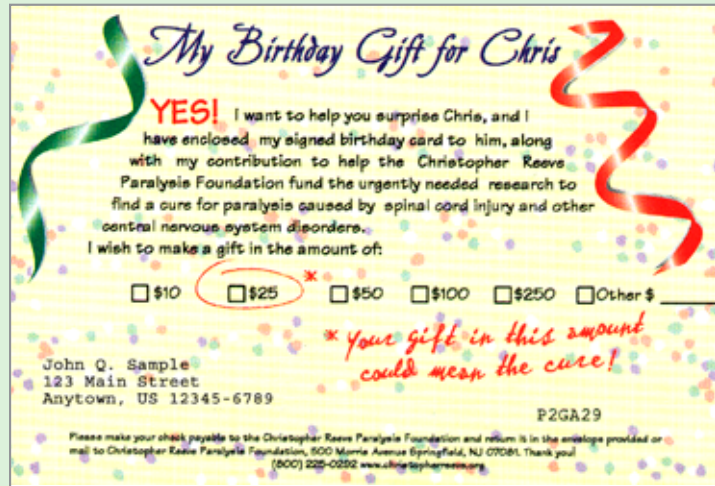 My Birthday Gift for Chris
YES! I want to help you surprise Chris, and I
have enclosed my signed birthday card to him, along
with my contribution to help the Christopher Reeve
Paralysis Foundation fund the urgently needed research to
find a cure for paralysis caused by spinal cord injury and other
central nervous system disorders.
I wish to make a gift in the amount of:
$10 $25 * $50 $100 $250 Other $ ____
* Your gift in this amount
could mean the cure!
John Q. Sample
123 Main Street
Anytown, US 12345-6789
P2GA29
Please make your check payable to the Christopher Reeve Paralysis Foundation and return it in the envelope provided or
mail to Christopher Reeve Paralysis Foundation, 500 Morris Avenue Springfield, NJ 07081. Thank you!
(800) 225-0292 www.christopherreeve.org